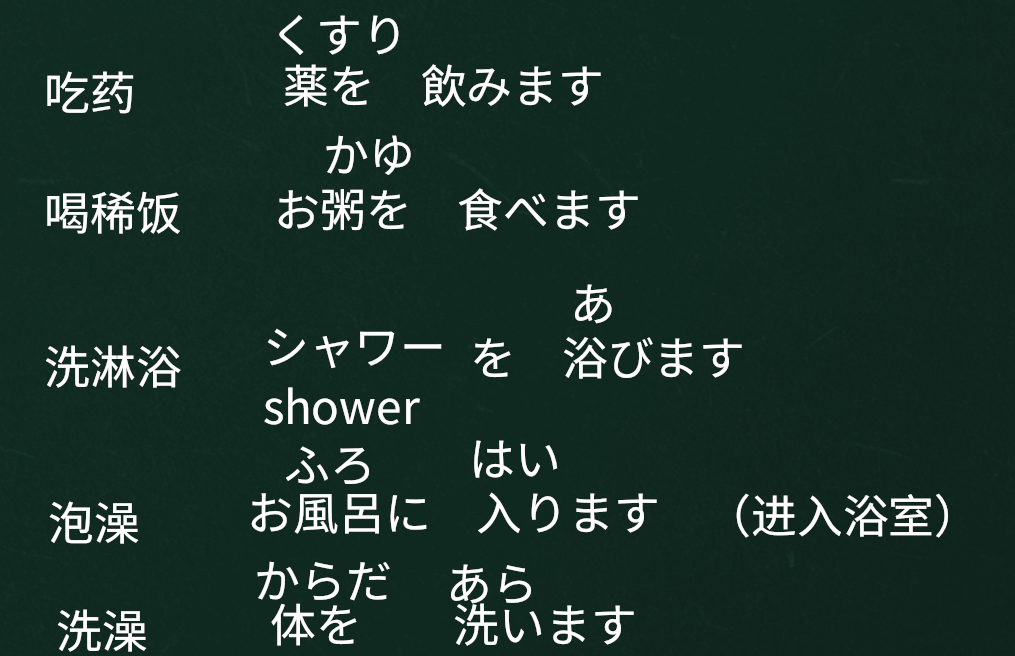 くすり
吃药 薬を 飲みます
かゆ
喝稀饭 お粥を 食べます
あ
洗淋浴 シャワー を 浴びます
shower
ふろ はい
泡澡 お風呂に 入ります （进入浴室）
からだ あら
洗澡 体を 洗います